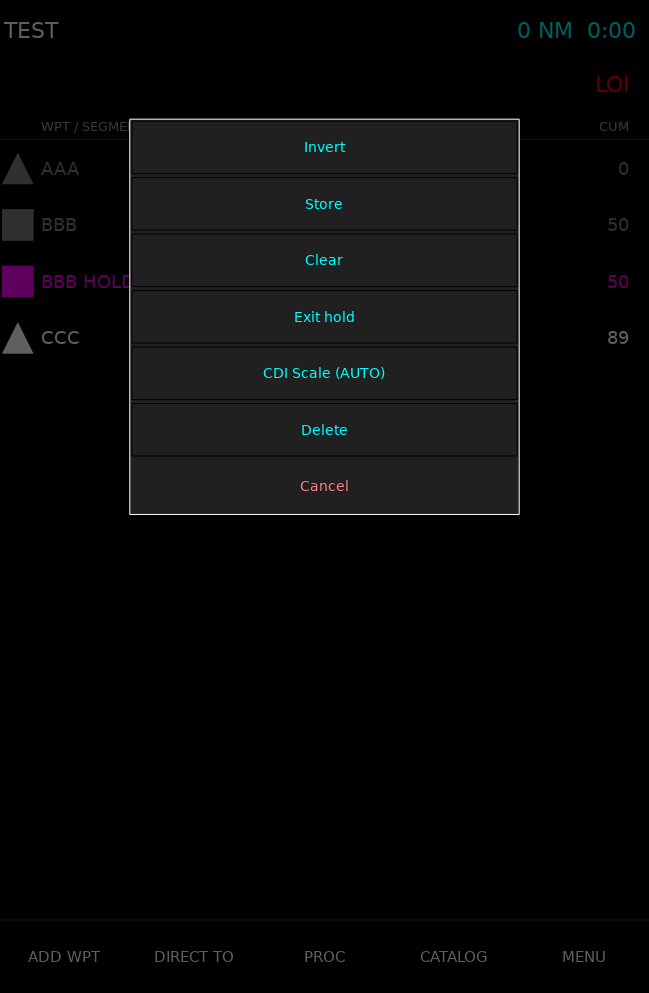 TEST 0 NM 0:00
LOI
WPT / SEGME CUM
AAA 0
BBB 50
BBB HOLD 50
CCC 89
Invert
Store
Clear
Exit hold
CDI Scale (AUTO)
Delete
Cancel
ADD WPT DIRECT TO PROC CATALOG MENU